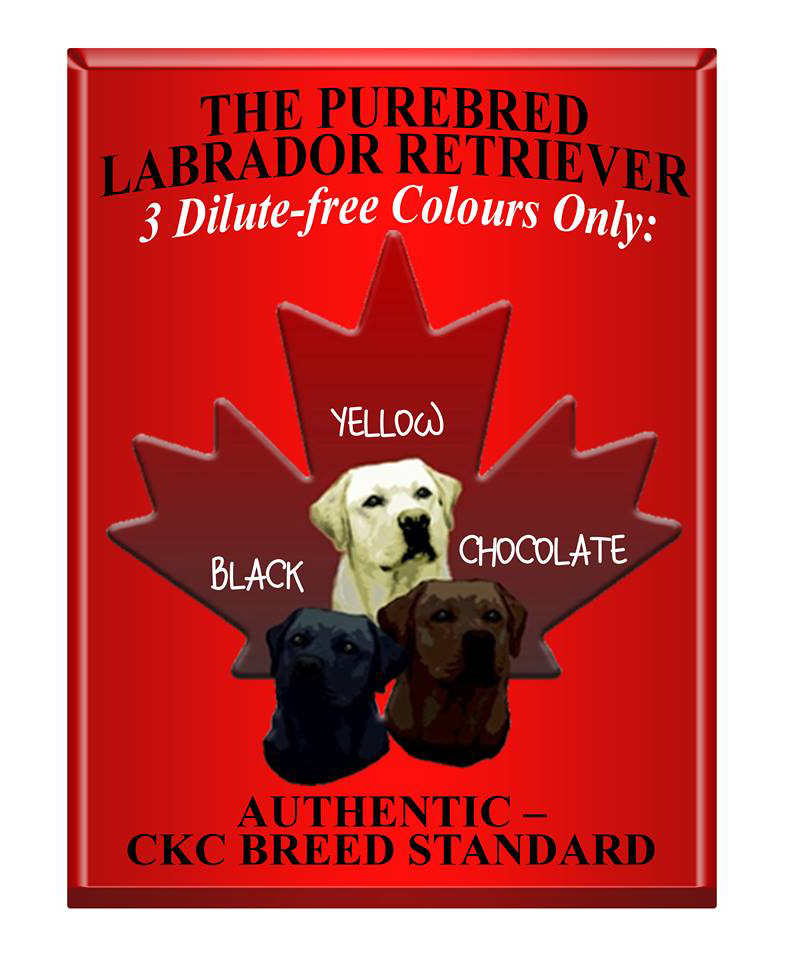 THE PUREBRED
LABRADOR RETRIEVER
3 Dilute-free Colours Only:
YELLOW
BLACK
CHOCOLATE
AUTHENTIC –
CKC BREED STANDARD